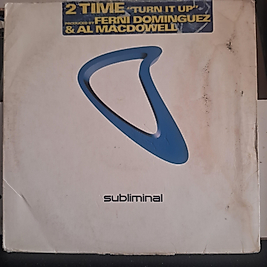 2 TIME "TURN IT UP"
PRODUCED BY FERNI DOMINGUEZ
& AL MACDOWELL
subliminal